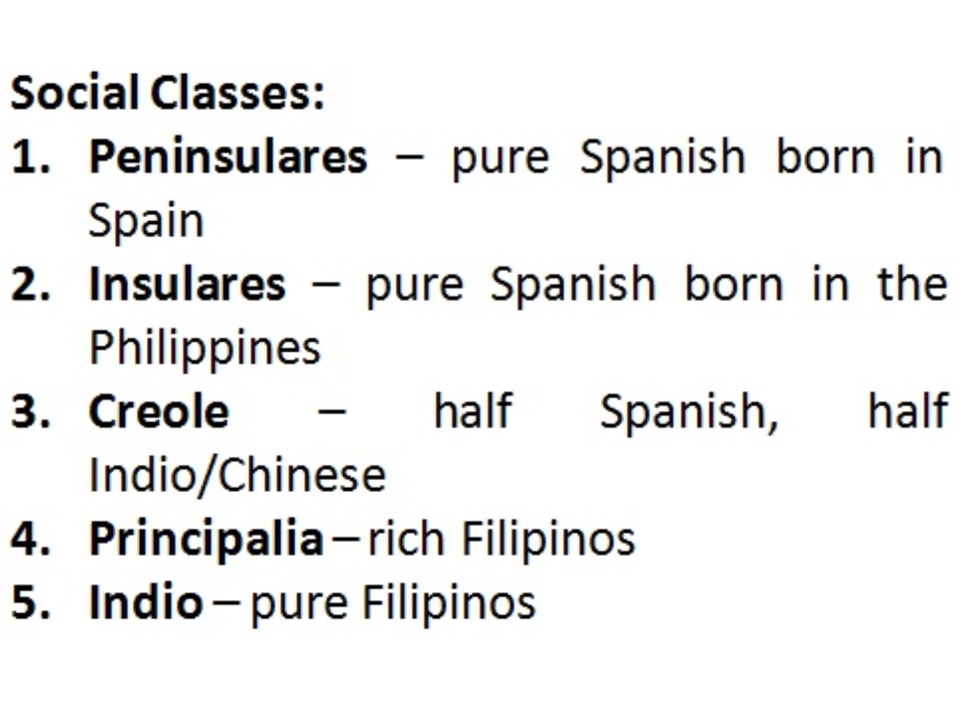 Social Classes:
1. Peninsulares – pure Spanish born in
Spain
2. Insulares – pure Spanish born in the
Philippines
3. Creole – half Spanish, half
Indio/Chinese
4. Principalia – rich Filipinos
5. Indio – pure Filipinos